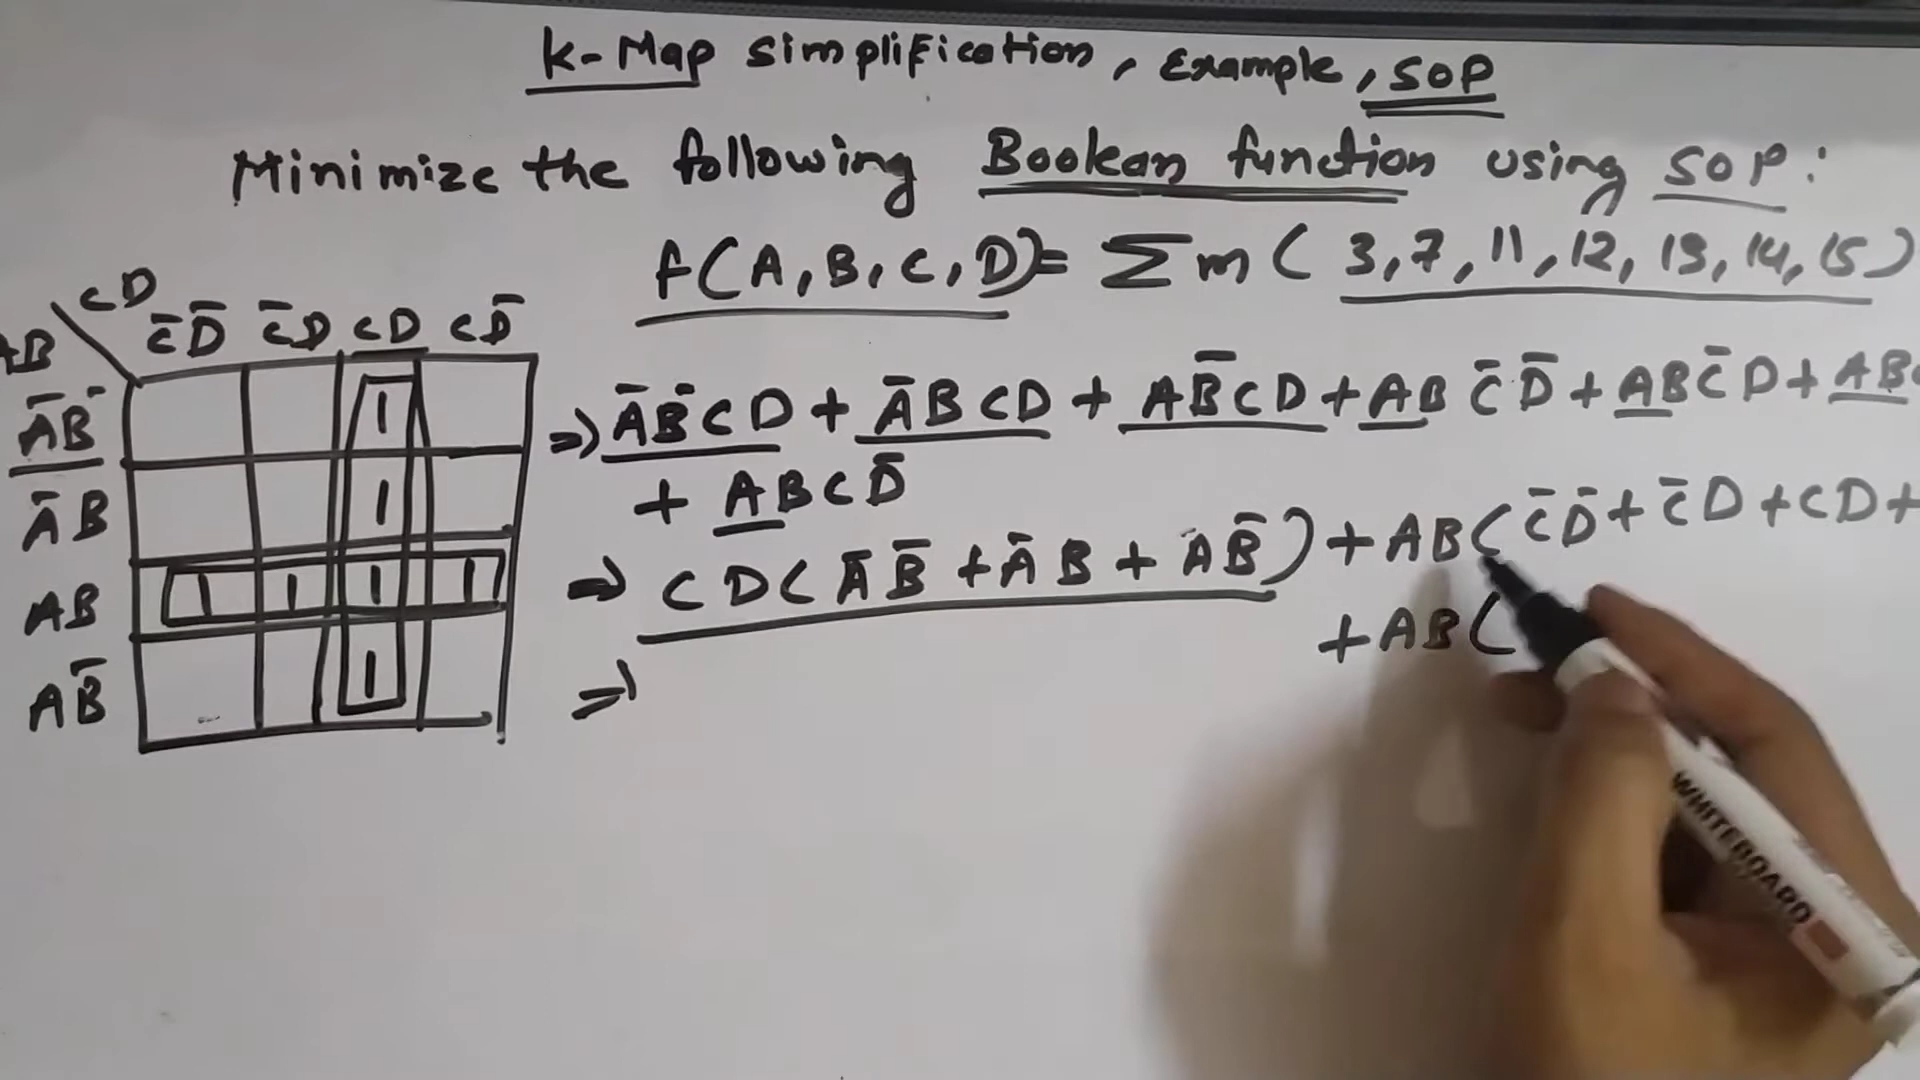 K-Map simplification, Example, SOP
Minimize the following Boolean function using SOP:
f(A, B, C, D) = Σm( 3, 7, 11, 12, 13, 14, 15 )
CD
AB
C̄D̄ C̄D CD CD̄
ĀB̄ 1
ĀB 1
AB 1 1 1 1
AB̄ 1
⇒) ĀB̄CD + ĀBCD + AB̄CD + AB C̄D̄ + ABC̄D + ABC
+ ABCD̄
⇒ CD( ĀB̄ + ĀB + AB̄ ) + AB( C̄D̄ + C̄D + CD +
⇒) + AB(
WHITEBOARD